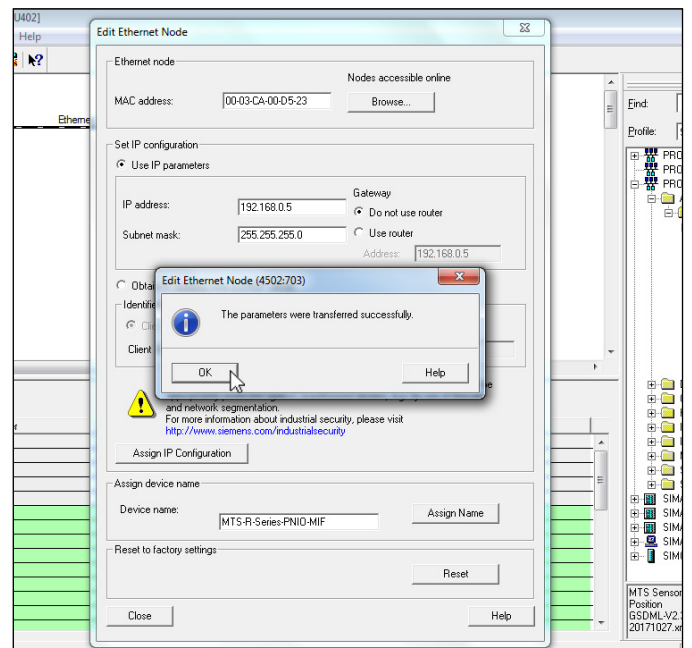 U402]
Help
Edit Ethernet Node
Ethernet node
Nodes accessible online
MAC address:
00-03-CA-00-D5-23
Browse...
Set IP configuration
Use IP parameters
IP address:
192.168.0.5
Subnet mask:
255.255.255.0
Gateway
Do not use router
Use router
Address:
192.168.0.5
Edit Ethernet Node (4502:703)
The parameters were transferred successfully.
OK
Help
Client
and network segmentation.
For more information about industrial security, please visit
http://www.siemens.com/industrialsecurity
Assign IP Configuration
Assign device name
Device name:
MTS-R-Series-PNIO-MIF
Assign Name
Reset to factory settings
Reset
Close
Help
Find:
Profile:
PRO
PRO
PRO
SIMA
SIMA
SIMA
SIMA
SIM
MTS Sensor
Position
GSDML-V2.
20171027.xm